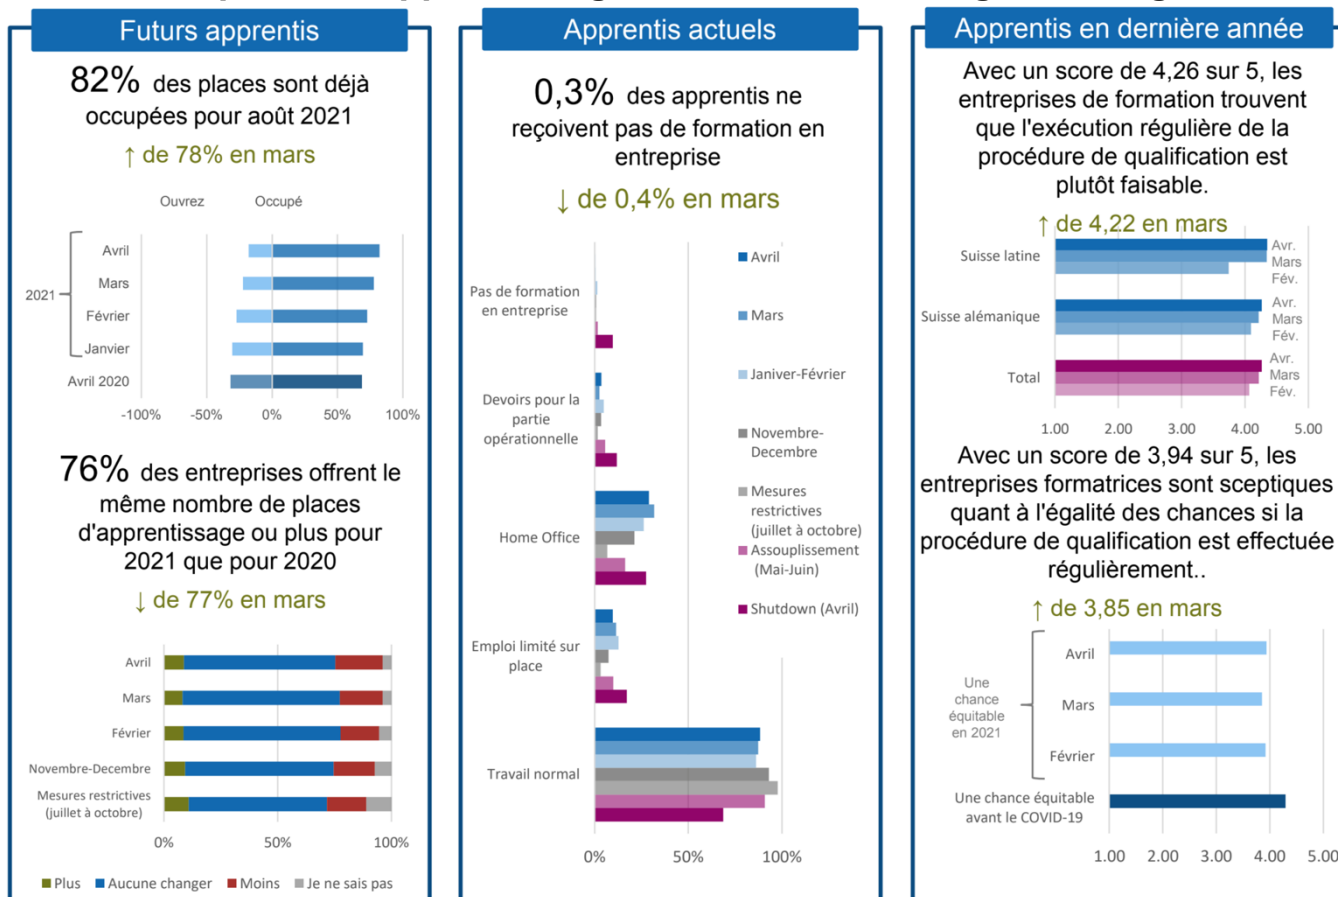 Futurs apprentis
82% des places sont déjà
occupées pour août 2021
↑ de 78% en mars
Ouvrez Occupé
2021
Avril
Mars
Février
Janvier
Avril 2020
-100% -50% 0% 50% 100%
76% des entreprises offrent le
même nombre de places
d'apprentissage ou plus pour
2021 que pour 2020
↓ de 77% en mars
Avril
Mars
Février
Novembre-Decembre
Mesures restrictives
(juillet à octobre)
0% 50% 100%
Plus Aucune changer Moins Je ne sais pas
Apprentis actuels
0,3% des apprentis ne
reçoivent pas de formation en
entreprise
↓ de 0,4% en mars
Pas de formation
en entreprise
Devoirs pour la
partie
opérationnelle
Home Office
Emploi limité sur
place
Travail normal
0% 50% 100%
Avril
Mars
Janiver-Février
Novembre-
Decembre
Mesures
restrictives
(juillet à octobre)
Assouplissement
(Mai-Juin)
Shutdown (Avril)
Apprentis en dernière année
Avec un score de 4,26 sur 5, les
entreprises de formation trouvent
que l'exécution régulière de la
procédure de qualification est
plutôt faisable.
↑ de 4,22 en mars
Suisse latine
Avr.
Mars
Fév.
Suisse alémanique
Avr.
Mars
Fév.
Total
Avr.
Mars
Fév.
1.00 2.00 3.00 4.00 5.00
Avec un score de 3,94 sur 5, les
entreprises formatrices sont sceptiques
quant à l'égalité des chances si la
procédure de qualification est effectuée
régulièrement..
↑ de 3,85 en mars
Une
chance
équitable
en 2021
Avril
Mars
Février
Une chance équitable
avant le COVID-19
1.00 2.00 3.00 4.00 5.00